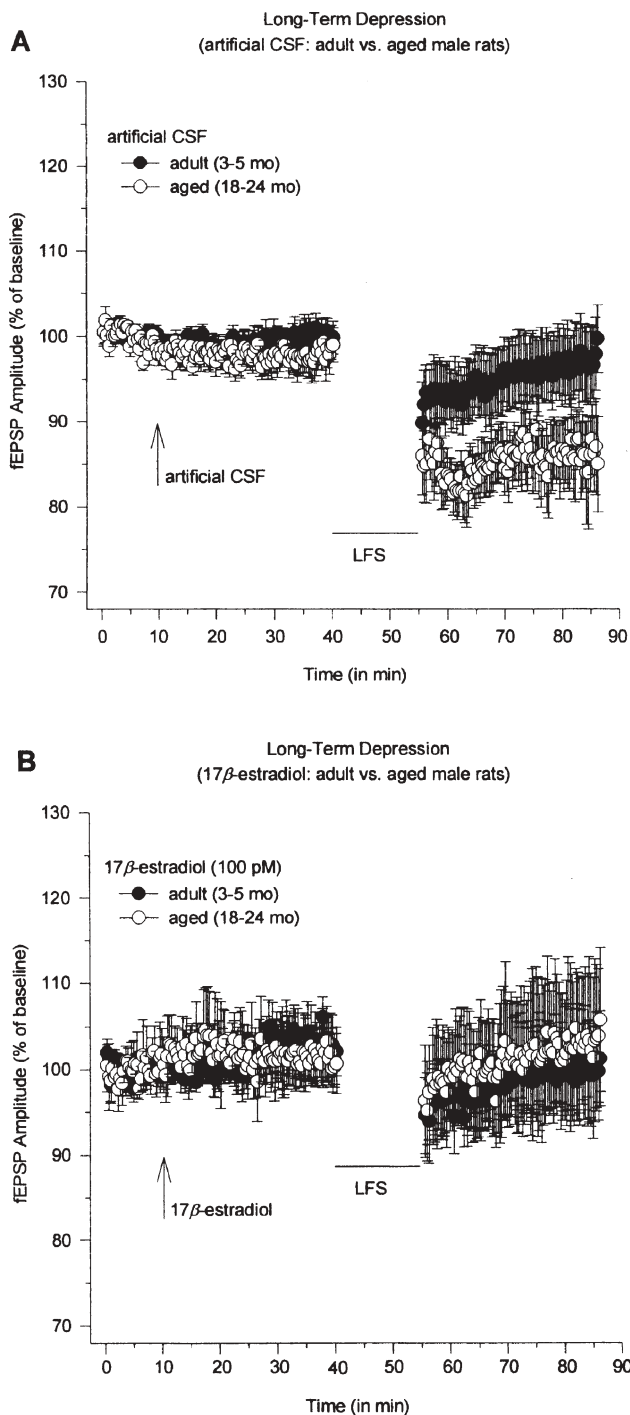 A
Long-Term Depression
(artificial CSF: adult vs. aged male rats)
130
120
110
100
90
80
70
fEPSP Amplitude (% of baseline)
artificial CSF
adult (3-5 mo)
aged (18-24 mo)
artificial CSF
LFS
0 10 20 30 40 50 60 70 80 90
Time (in min)
B
Long-Term Depression
(17β-estradiol: adult vs. aged male rats)
130
120
110
100
90
80
70
fEPSP Amplitude (% of baseline)
17β-estradiol (100 pM)
adult (3-5 mo)
aged (18-24 mo)
17β-estradiol
LFS
0 10 20 30 40 50 60 70 80 90
Time (in min)